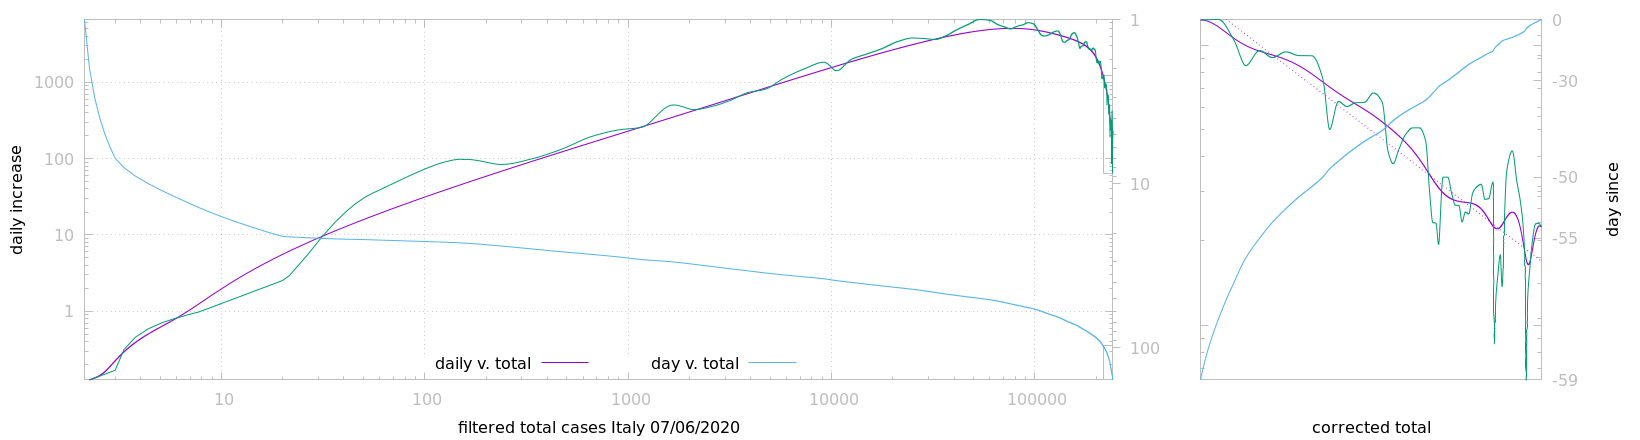 daily increase
1000
100
10
1
10
100
1000
10000
100000
1
10
100
daily v. total
day v. total
filtered total cases Italy 07/06/2020
0
-30
-50
-55
-59
day since
corrected total